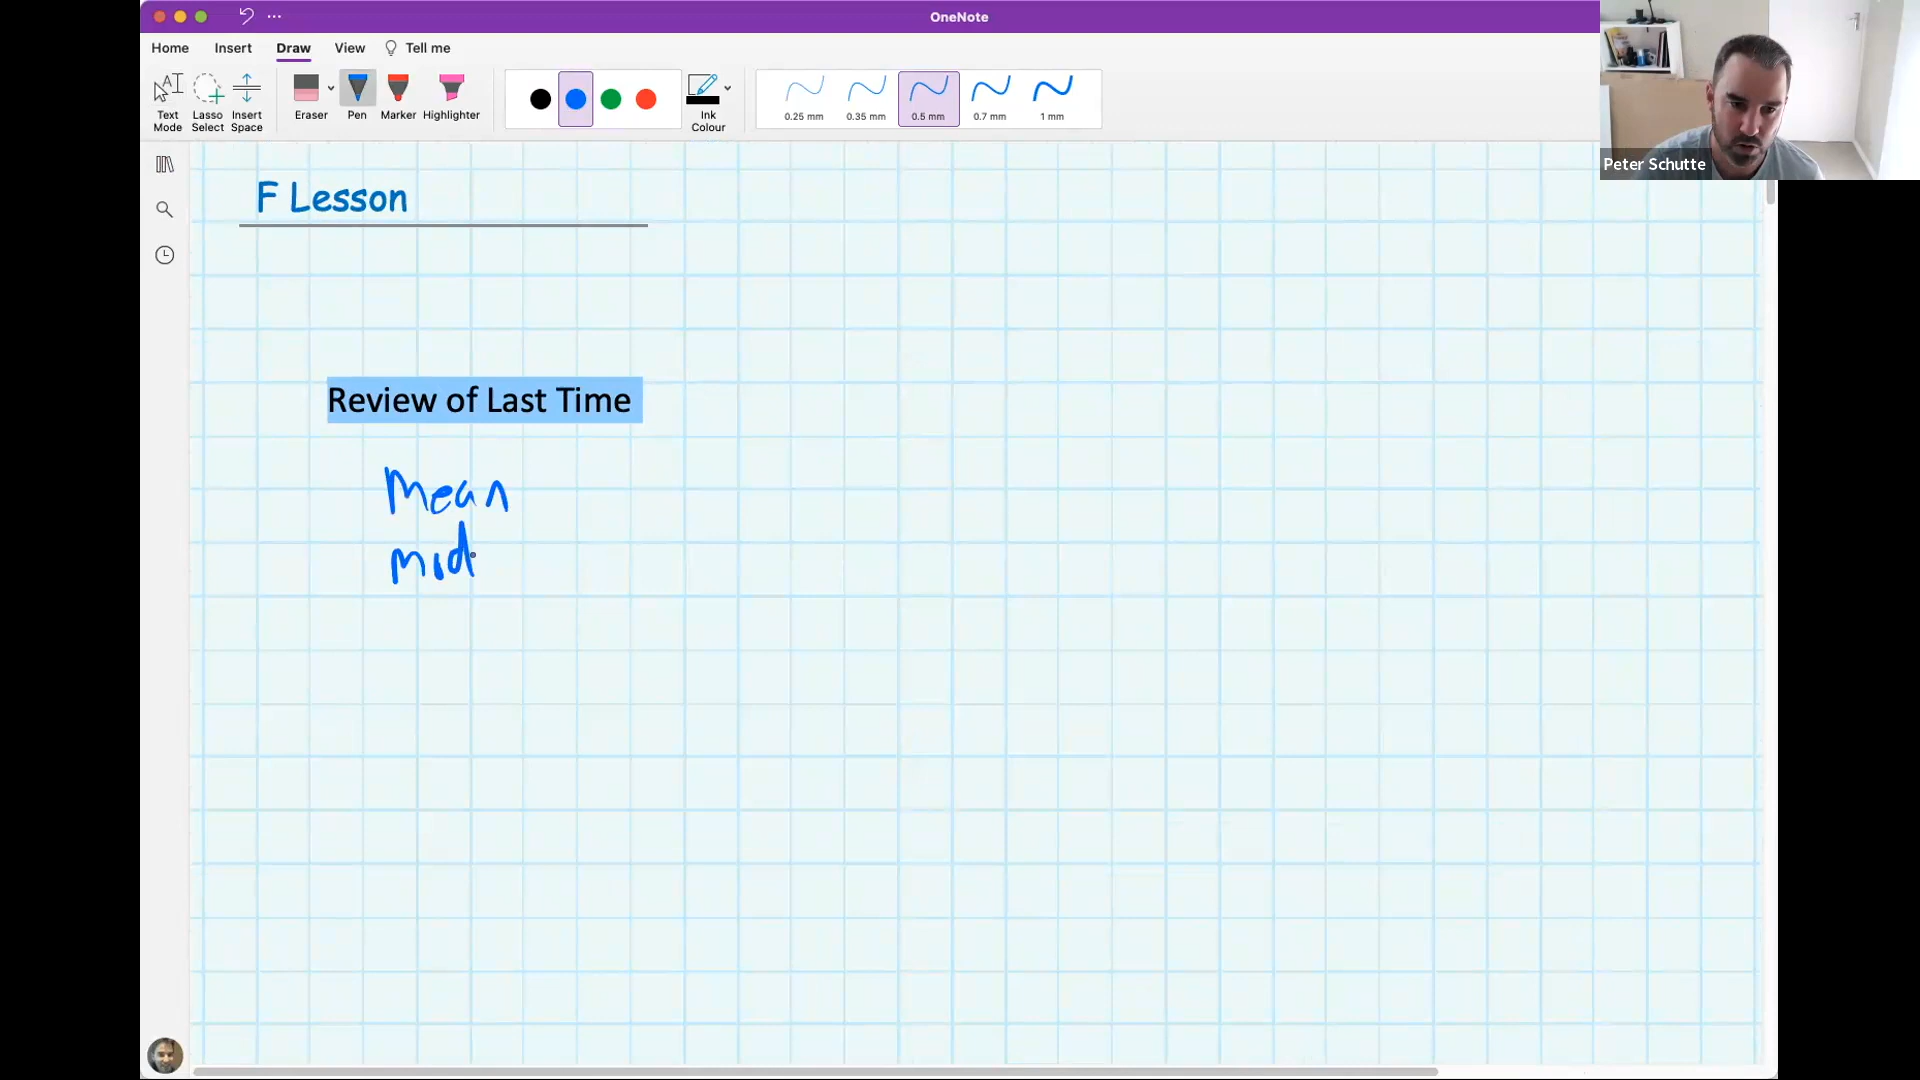 OneNote
Home Insert Draw View Tell me
Text Mode
Lasso Select
Insert Space
Eraser
Pen
Marker
Highlighter
Ink Colour
0.25 mm 0.35 mm 0.5 mm 0.7 mm 1 mm
Peter Schutte
F Lesson
Review of Last Time
Mean
mod